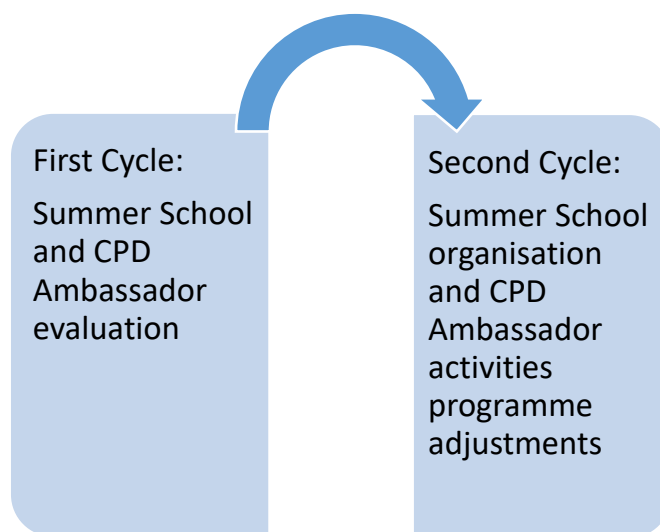 First Cycle:
Summer School
and CPD
Ambassador
evaluation
Second Cycle:
Summer School
organisation
and CPD
Ambassador
activities
programme
adjustments